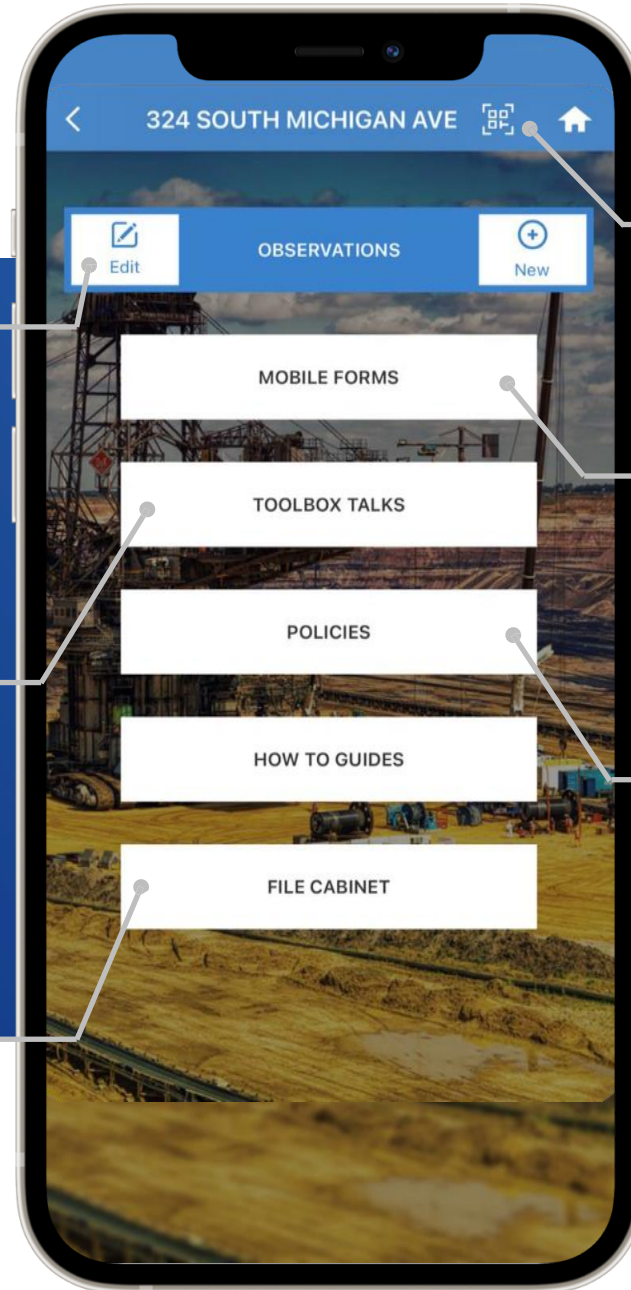 324 SOUTH MICHIGAN AVE
Edit
OBSERVATIONS
New
MOBILE FORMS
TOOLBOX TALKS
POLICIES
HOW TO GUIDES
FILE CABINET